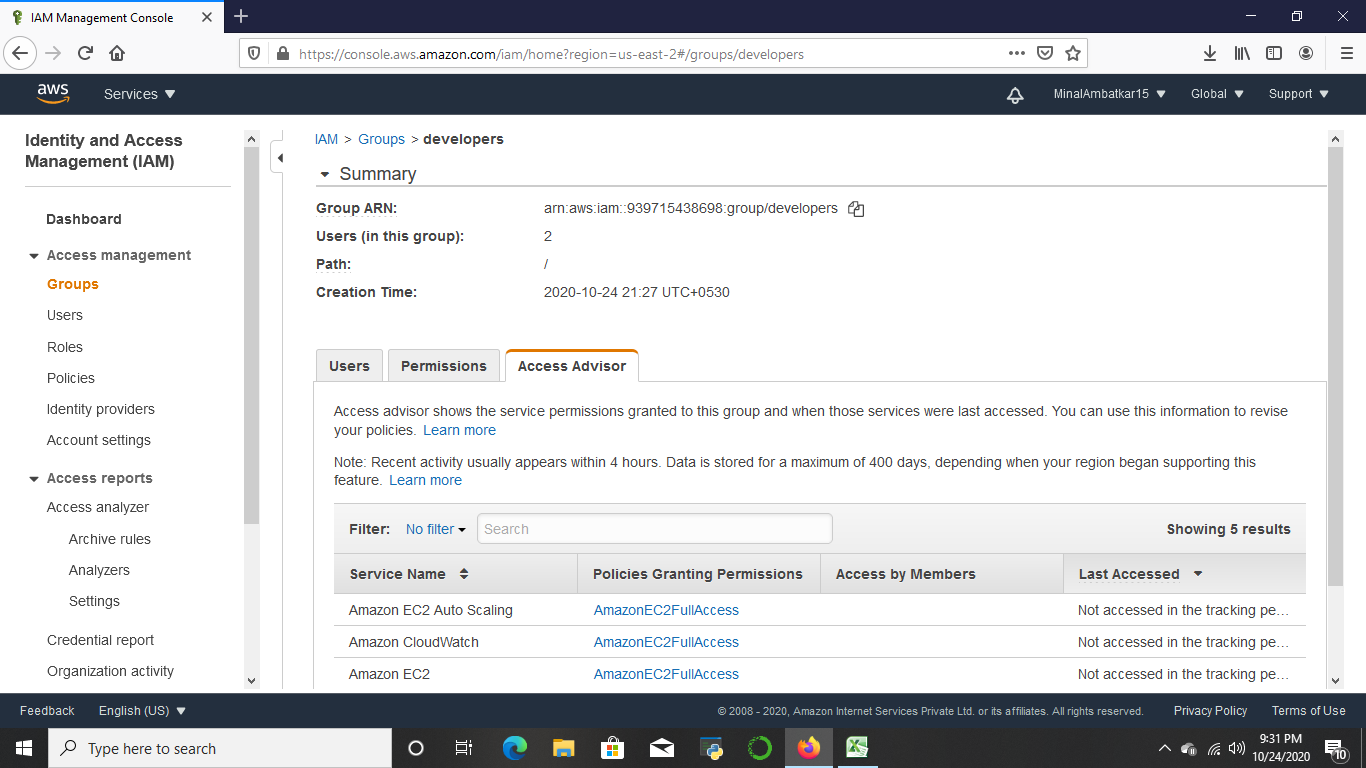 IAM Management Console
https://console.aws.amazon.com/iam/home?region=us-east-2#/groups/developers
aws
Services
MinalAmbatkar15
Global
Support
Identity and Access
Management (IAM)
Dashboard
Access management
Groups
Users
Roles
Policies
Identity providers
Account settings
Access reports
Access analyzer
Archive rules
Analyzers
Settings
Credential report
Organization activity
IAM > Groups > developers
Summary
Group ARN: arn:aws:iam::939715438698:group/developers
Users (in this group): 2
Path: /
Creation Time: 2020-10-24 21:27 UTC+0530
Users Permissions Access Advisor
Access advisor shows the service permissions granted to this group and when those services were last accessed. You can use this information to revise
your policies. Learn more
Note: Recent activity usually appears within 4 hours. Data is stored for a maximum of 400 days, depending when your region began supporting this
feature. Learn more
Filter: No filter Search Showing 5 results
Service Name Policies Granting Permissions Access by Members Last Accessed
Amazon EC2 Auto Scaling AmazonEC2FullAccess Not accessed in the tracking pe…
Amazon CloudWatch AmazonEC2FullAccess Not accessed in the tracking pe…
Amazon EC2 AmazonEC2FullAccess Not accessed in the tracking pe…
Feedback English (US) © 2008 - 2020, Amazon Internet Services Private Ltd. or its affiliates. All rights reserved. Privacy Policy Terms of Use
Type here to search
9:31 PM
10/24/2020
10